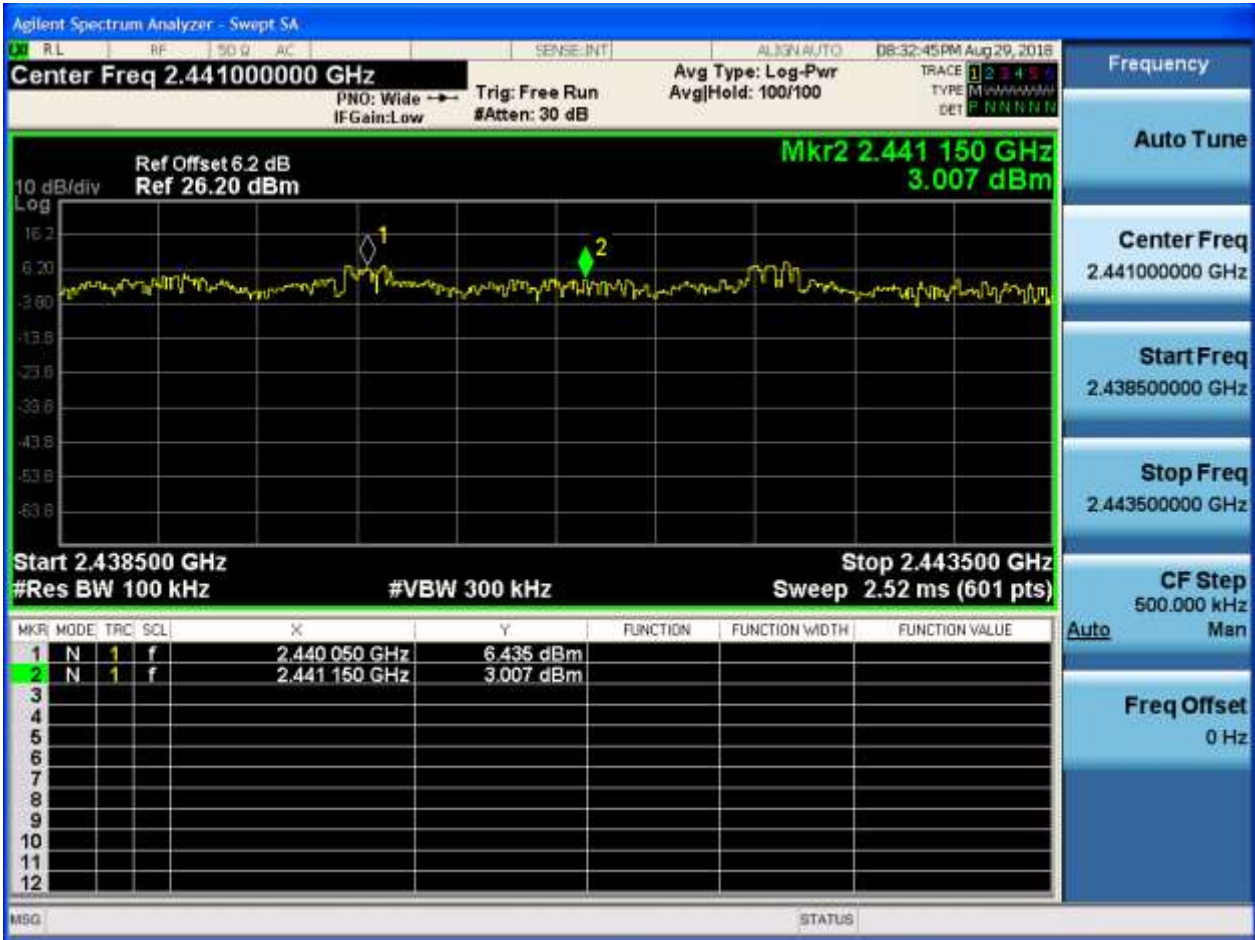 Agilent Spectrum Analyzer - Swept SA
RL RF 50 Ω AC SENSE:INT ALIGN AUTO 08:32:45 PM Aug 29, 2018
Center Freq 2.441000000 GHz
PNO: Wide
IFGain:Low
Trig: Free Run
#Atten: 30 dB
Avg Type: Log-Pwr
Avg|Hold: 100/100
TRACE 1 2 3 4 5 6
TYPE M
DET P N N N N N
Ref Offset 6.2 dB
10 dB/div Ref 26.20 dBm
Log
Mkr2 2.441 150 GHz
3.007 dBm
16.2
6.20
-3.80
-13.8
-23.8
-33.8
-43.8
-53.8
-63.8
1
2
Start 2.438500 GHz Stop 2.443500 GHz
#Res BW 100 kHz #VBW 300 kHz Sweep 2.52 ms (601 pts)
MKR MODE TRC SCL X Y FUNCTION FUNCTION WIDTH FUNCTION VALUE
1 N 1 f 2.440 050 GHz 6.435 dBm
2 N 1 f 2.441 150 GHz 3.007 dBm
3
4
5
6
7
8
9
10
11
12
MSG STATUS
Frequency
Auto Tune
Center Freq
2.441000000 GHz
Start Freq
2.438500000 GHz
Stop Freq
2.443500000 GHz
CF Step
500.000 kHz
Auto Man
Freq Offset
0 Hz